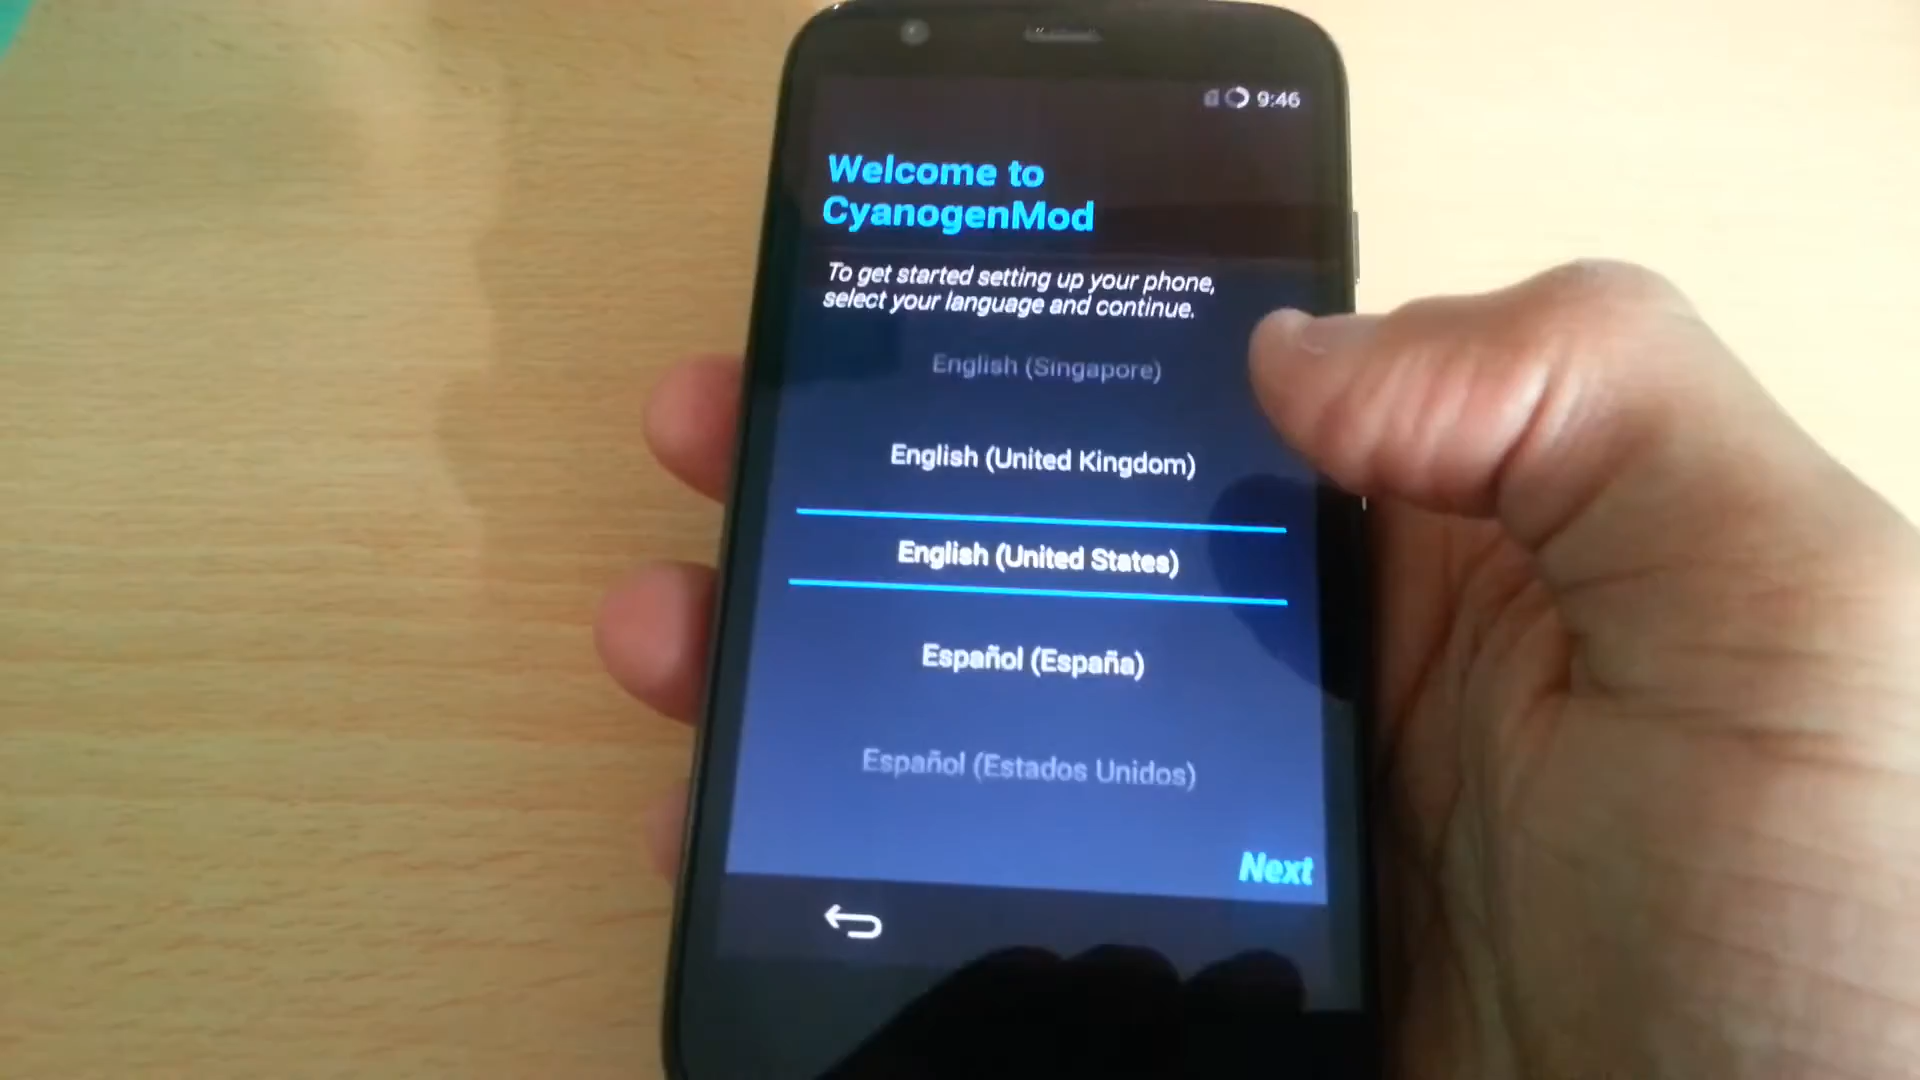 9:46
Welcome to
CyanogenMod
To get started setting up your phone,
select your language and continue.
English (Singapore)
English (United Kingdom)
English (United States)
Español (España)
Español (Estados Unidos)
Next